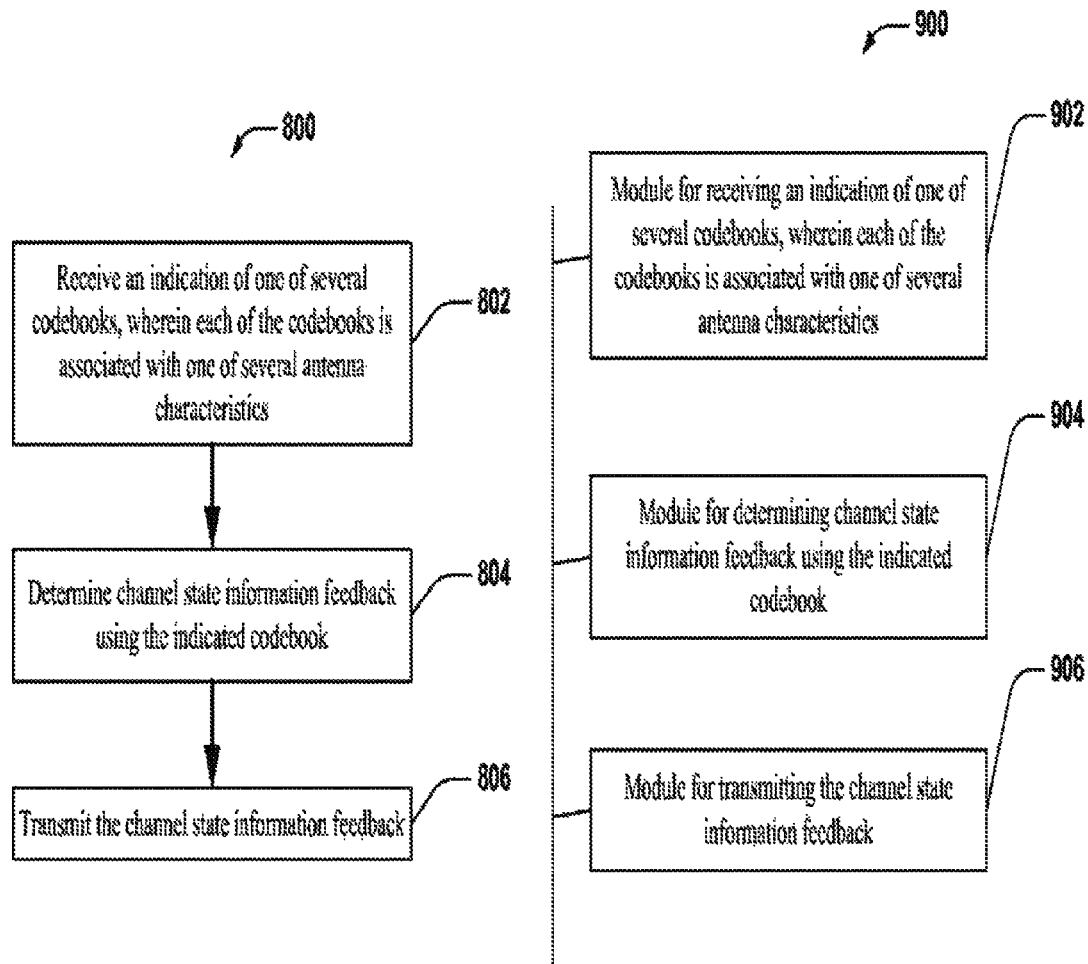 800
Receive an indication of one of several
codebooks, wherein each of the codebooks is
associated with one of several antenna
characteristics
802
Determine channel state information feedback
using the indicated codebook
804
Transmit the channel state information feedback
806
900
Module for receiving an indication of one of
several codebooks, wherein each of the
codebooks is associated with one of several
antenna characteristics
902
Module for determining channel state
information feedback using the indicated
codebook
904
Module for transmitting the channel state
information feedback
906